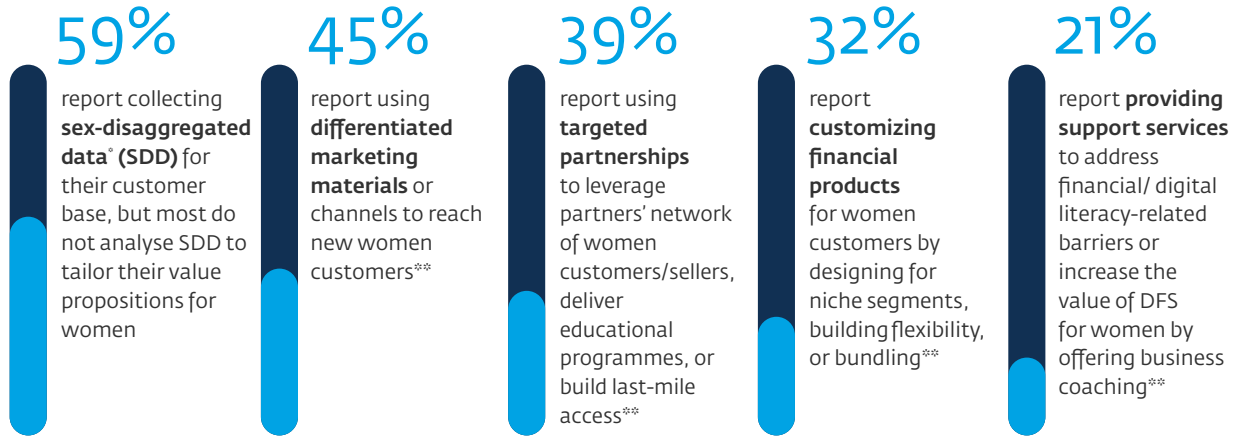 59%
report collecting
sex-disaggregated
data* (SDD) for
their customer
base, but most do
not analyse SDD to
tailor their value
propositions for
women
45%
report using
differentiated
marketing
materials or
channels to reach
new women
customers**
39%
report using
targeted
partnerships
to leverage
partners' network
of women
customers/sellers,
deliver
educational
programmes, or
build last-mile
access**
32%
report
customizing
financial
products
for women
customers by
designing for
niche segments,
building flexibility,
or bundling**
21%
report providing
support services
to address
financial/ digital
literacy-related
barriers or
increase the
value of DFS
for women by
offering business
coaching**